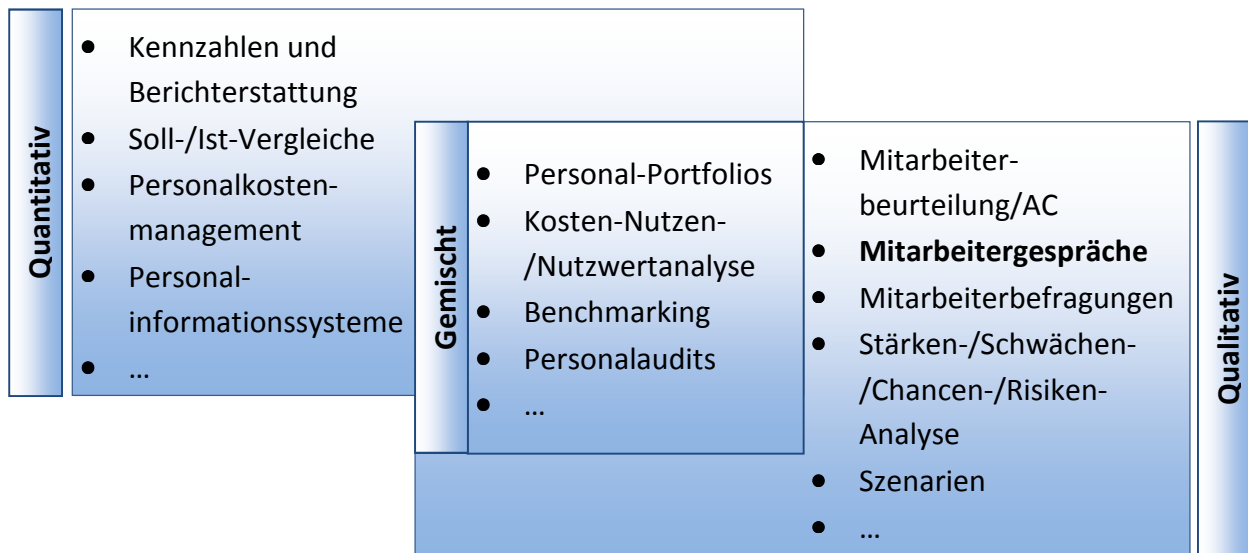 Quantitativ
• Kennzahlen und
Berichterstattung
• Soll-/Ist-Vergleiche
• Personalkosten-
management
• Personal-
informationssysteme
• ...
Gemischt
• Personal-Portfolios
• Kosten-Nutzen-
/Nutzwertanalyse
• Benchmarking
• Personalaudits
• ...
• Mitarbeiter-
beurteilung/AC
• Mitarbeitergespräche
• Mitarbeiterbefragungen
• Stärken-/Schwächen-
/Chancen-/Risiken-
Analyse
• Szenarien
• ...
Qualitativ